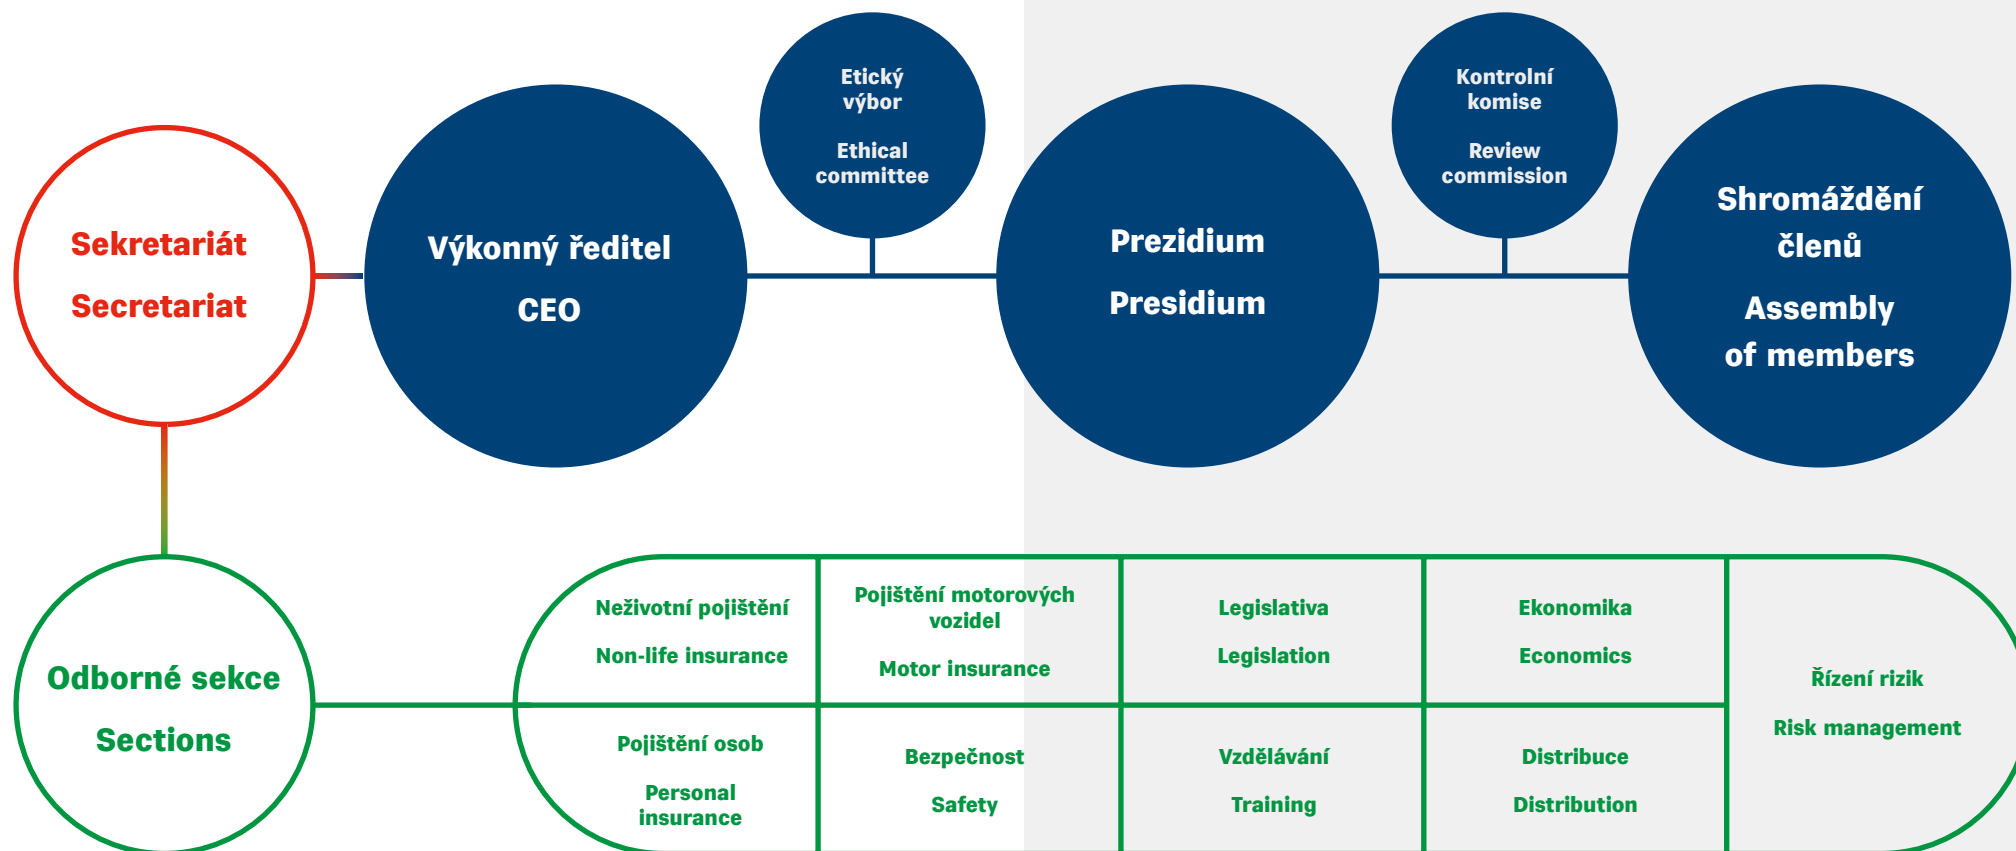 Etický
výbor
Ethical
committee
Kontrolní
komise
Review
commission
Sekretariát
Secretariat
Výkonný ředitel
CEO
Prezidium
Presidium
Shromáždění
členů
Assembly
of members
Odborné sekce
Sections
Neživotní pojištění
Non-life insurance
Pojištění motorových
vozidel
Motor insurance
Legislativa
Legislation
Ekonomika
Economics
Řízení rizik
Risk management
Pojištění osob
Personal
insurance
Bezpečnost
Safety
Vzdělávání
Training
Distribuce
Distribution